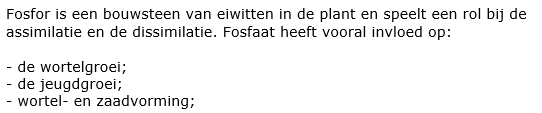 Fosfor is een bouwsteen van eiwitten in de plant en speelt een rol bij de
assimilatie en de dissimilatie. Fosfaat heeft vooral invloed op:
- de wortelgroei;
- de jeugdgroei;
- wortel- en zaadvorming;